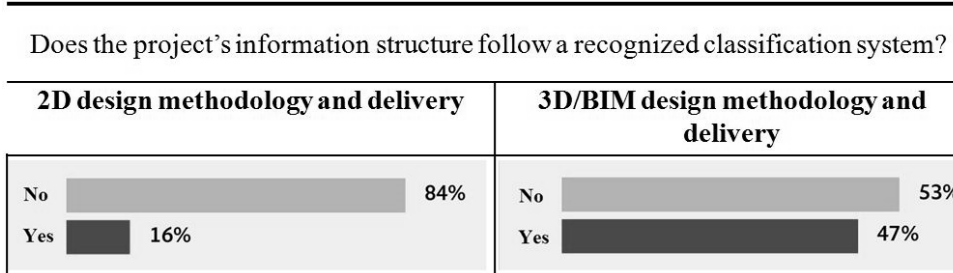 Does the project's information structure follow a recognized classification system?
2D design methodology and delivery
3D/BIM design methodology and
delivery
No 84%
Yes 16%
No 53%
Yes 47%